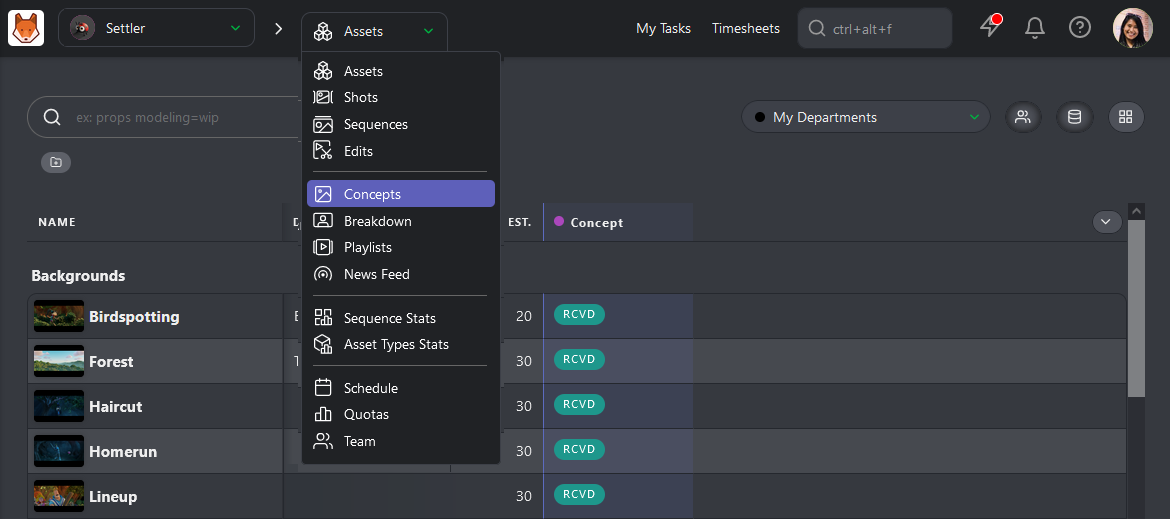 Settler
Assets
My Tasks
Timesheets
ctrl+alt+f
Assets
Shots
Sequences
Edits
Concepts
Breakdown
Playlists
News Feed
Sequence Stats
Asset Types Stats
Schedule
Quotas
Team
ex: props modeling=wip
My Departments
NAME
EST.
Concept
Backgrounds
Birdspotting
20
RCVD
Forest
30
RCVD
Haircut
30
RCVD
Homerun
30
RCVD
Lineup
30
RCVD